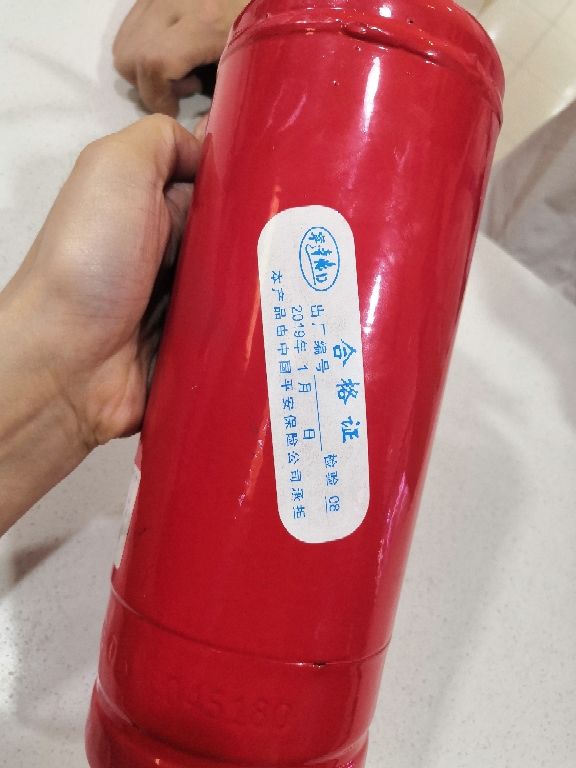 合格证
出厂编号 检验 08
2019年 1月 日
本产品由中国平安保险公司承担